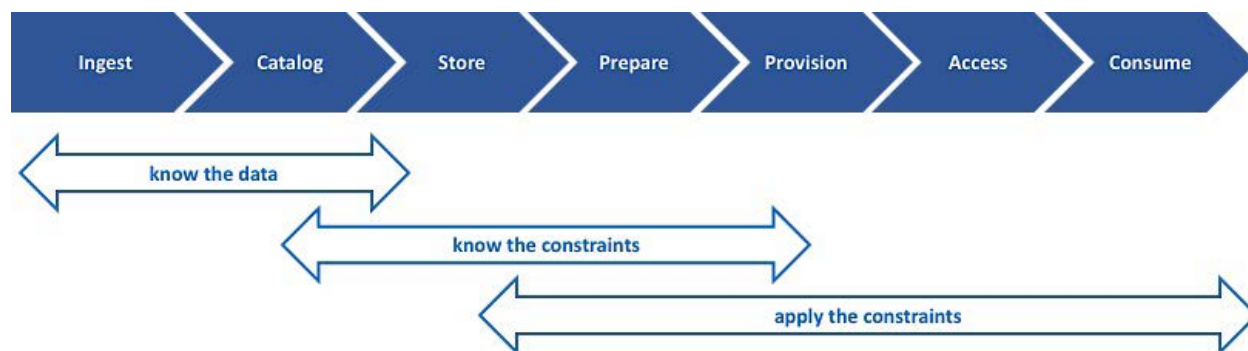 Ingest Catalog Store Prepare Provision Access Consume
know the data
know the constraints
apply the constraints